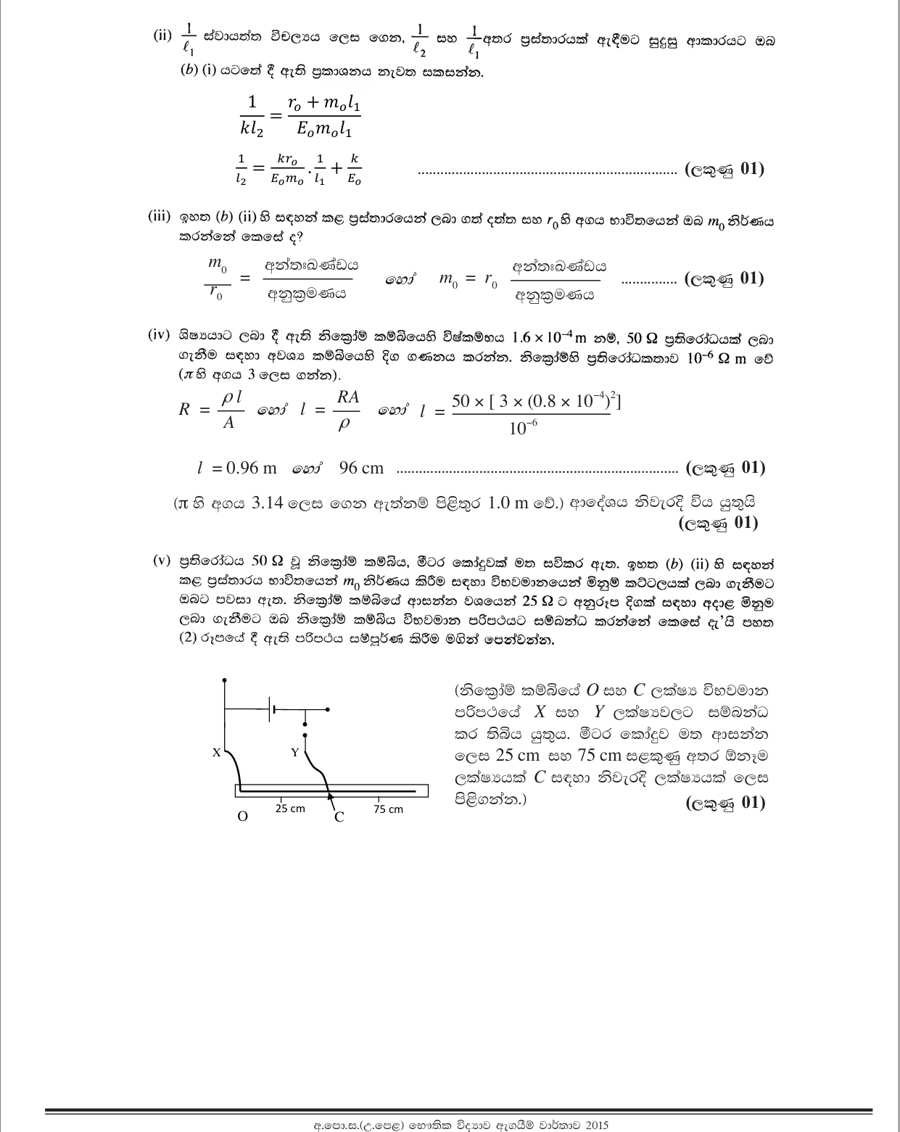 (ii) 1/ℓ₁ ස්වායත්ත විචල්‍යය ලෙස ගෙන, 1/ℓ₂ සහ 1/ℓ₁ අතර ප්‍රස්තාරයක් ඇඳීමට සුදුසු ආකාරයට ඔබ
(b) (i) යටතේ දී ඇති ප්‍රකාශනය නැවත සකසන්න.
1/kl₂ = (rₒ + mₒl₁)/(Eₒmₒl₁)
1/l₂ = krₒ/(Eₒmₒ) . 1/l₁ + k/Eₒ ..................................................................... (ලකුණු 01)
(iii) ඉහත (b) (ii) හි සඳහන් කළ ප්‍රස්තාරයෙන් ලබා ගත් දත්ත සහ r₀ හි අගය භාවිතයෙන් ඔබ m₀ නිර්ණය
කරන්නේ කෙසේ ද?
m₀/r₀ = අන්තඃඛණ්ඩය/අනුක්‍රමණය හෝ m₀ = r₀ අන්තඃඛණ්ඩය/අනුක්‍රමණය ............... (ලකුණු 01)
(iv) ශිෂ්‍යයාට ලබා දී ඇති නික්‍රෝම් කම්බියෙහි විෂ්කම්භය 1.6 × 10⁻⁴ m නම්, 50 Ω ප්‍රතිරෝධයක් ලබා
ගැනීම සඳහා අවශ්‍ය කම්බියෙහි දිග ගණනය කරන්න. නික්‍රෝම්හි ප්‍රතිරෝධකතාව 10⁻⁶ Ω m වේ
(π හි අගය 3 ලෙස ගන්න).
R = ρl/A හෝ l = RA/ρ හෝ l = 50 × [ 3 × (0.8 × 10⁻⁴)²]/10⁻⁶
l = 0.96 m හෝ 96 cm ........................................................................... (ලකුණු 01)
(π හි අගය 3.14 ලෙස ගෙන ඇත්නම් පිළිතුර 1.0 m වේ.) ආදේශය නිවැරදි විය යුතුයි
(ලකුණු 01)
(v) ප්‍රතිරෝධය 50 Ω වූ නික්‍රෝම් කම්බිය, මීටර කෝදුවක් මත සවිකර ඇත. ඉහත (b) (ii) හි සඳහන්
කළ ප්‍රස්තාරය භාවිතයෙන් m₀ නිර්ණය කිරීම සඳහා විභවමානයෙන් මිනුම් කට්ටලයක් ලබා ගැනීමට
ඔබට පවසා ඇත. නික්‍රෝම් කම්බියේ ආසන්න වශයෙන් 25 Ω ට අනුරූප දිගක් සඳහා අදාළ මිනුම
ලබා ගැනීමට ඔබ නික්‍රෝම් කම්බිය විභවමාන පරිපථයට සම්බන්ධ කරන්නේ කෙසේ දැ'යි පහත
(2) රූපයේ දී ඇති පරිපථය සම්පූර්ණ කිරීම මගින් පෙන්වන්න.
X
Y
O
25 cm
C
75 cm
(නික්‍රෝම් කම්බියේ O සහ C ලක්ෂ්‍ය විභවමාන
පරිපථයේ X සහ Y ලක්ෂ්‍යවලට සම්බන්ධ
කර තිබිය යුතුය. මීටර කෝදුව මත ආසන්න
ලෙස 25 cm සහ 75 cm සළකුණු අතර ඕනෑම
ලක්ෂ්‍යයක් C සඳහා නිවැරදි ලක්ෂ්‍යයක් ලෙස
පිළිගන්න.) (ලකුණු 01)
අ.පො.ස.(උ.පෙළ) භෞතික විද්‍යාව ඇගයීම් වාර්තාව 2015